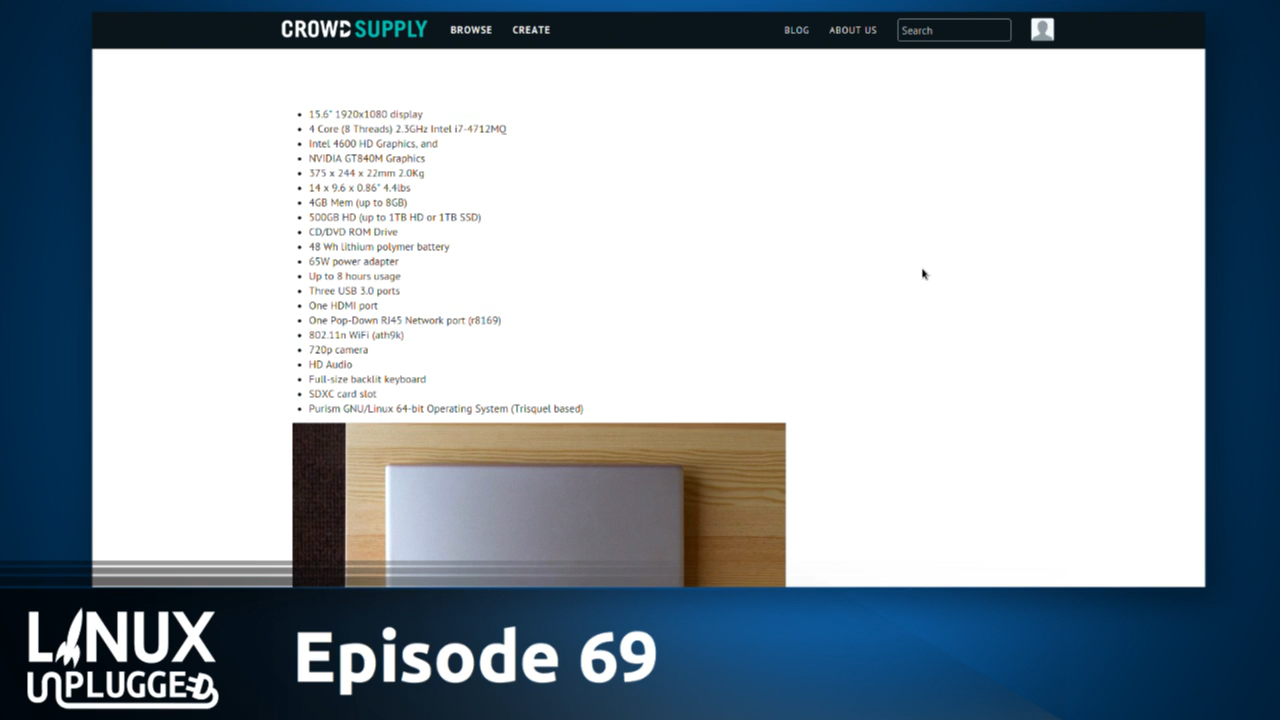 CROWD SUPPLY BROWSE CREATE BLOG ABOUT US Search
15.6" 1920x1080 display
4 Core (8 Threads) 2.3GHz Intel i7-4712MQ
Intel 4600 HD Graphics, and
NVIDIA GT840M Graphics
375 x 244 x 22mm 2.0Kg
14 x 9.6 x 0.86" 4.4lbs
4GB Mem (up to 8GB)
500GB HD (up to 1TB HD or 1TB SSD)
CD/DVD ROM Drive
48 Wh lithium polymer battery
65W power adapter
Up to 8 hours usage
Three USB 3.0 ports
One HDMI port
One Pop-Down RJ45 Network port (r8169)
802.11n WiFi (ath9k)
720p camera
HD Audio
Full-size backlit keyboard
SDXC card slot
Purism GNU/Linux 64-bit Operating System (Trisquel based)
LINUX
UNPLUGGED
Episode 69